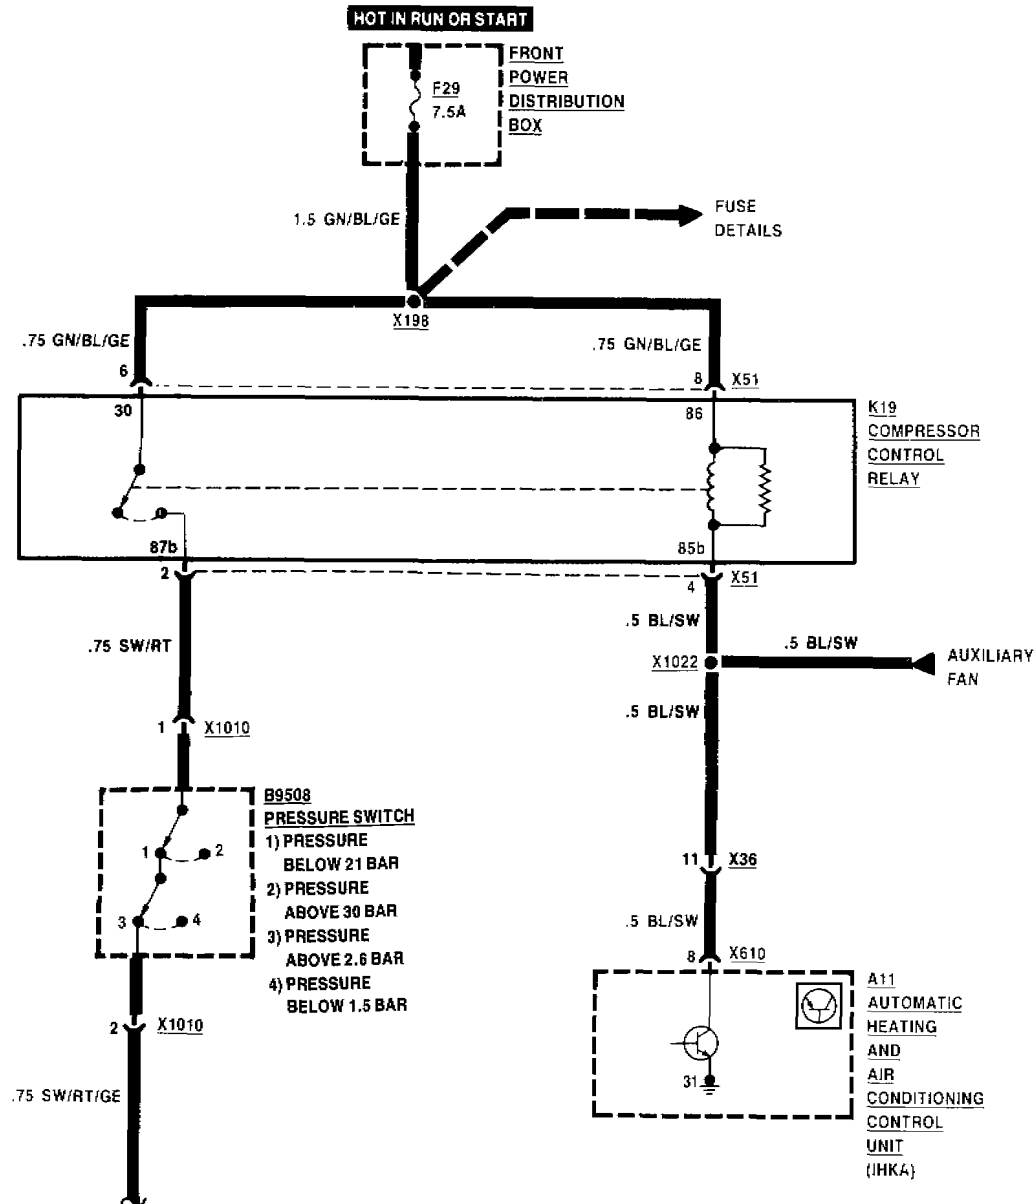 HOT IN RUN OR START
FRONT
POWER
DISTRIBUTION
BOX
F29
7.5A
1.5 GN/BL/GE
FUSE
DETAILS
X198
.75 GN/BL/GE
.75 GN/BL/GE
6
8
X51
30
86
K19
COMPRESSOR
CONTROL
RELAY
87b
85b
2
4
X51
.75 SW/RT
.5 BL/SW
X1022
.5 BL/SW
AUXILIARY
FAN
.5 BL/SW
1
X1010
B9508
PRESSURE SWITCH
1) PRESSURE
BELOW 21 BAR
2) PRESSURE
ABOVE 30 BAR
3) PRESSURE
ABOVE 2.6 BAR
4) PRESSURE
BELOW 1.5 BAR
1
2
3
4
11
X36
.5 BL/SW
8
X610
2
X1010
A11
AUTOMATIC
HEATING
AND
AIR
CONDITIONING
CONTROL
UNIT
(IHKA)
31
.75 SW/RT/GE